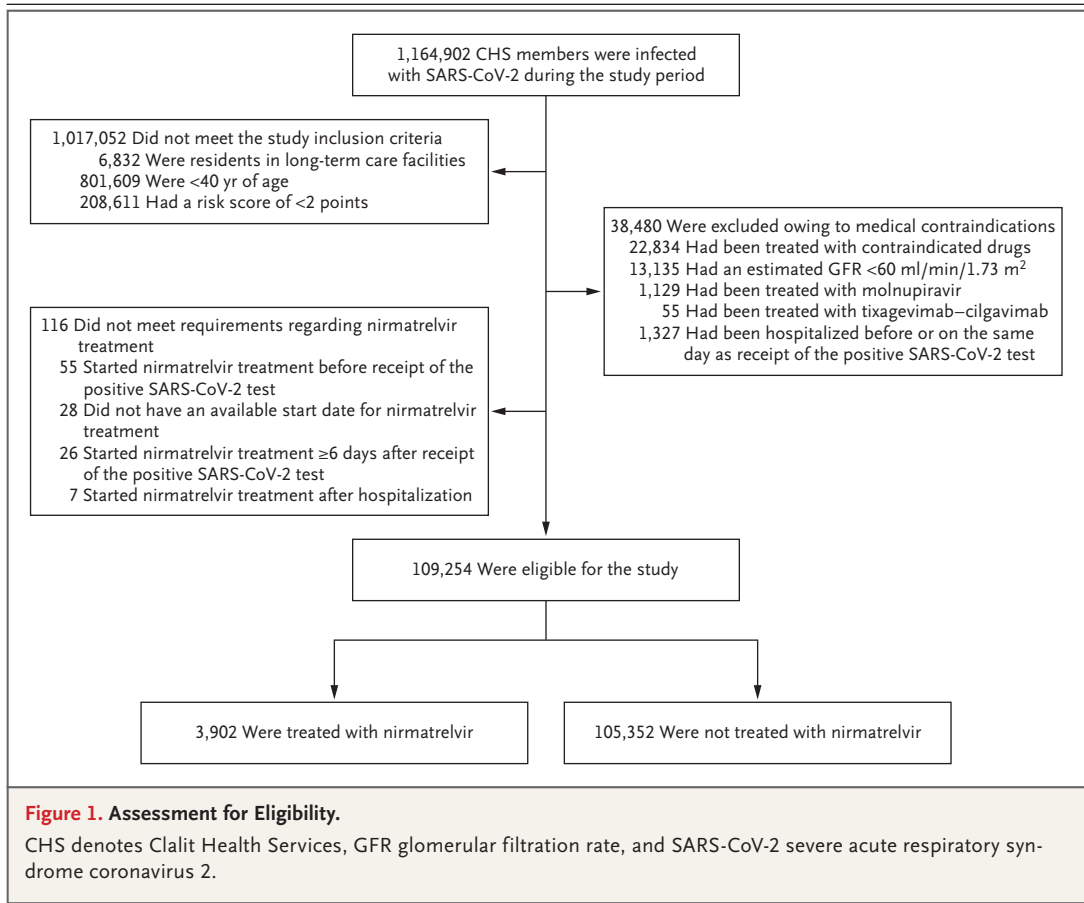 1,164,902 CHS members were infected
with SARS-CoV-2 during the study period
1,017,052 Did not meet the study inclusion criteria
6,832 Were residents in long-term care facilities
801,609 Were <40 yr of age
208,611 Had a risk score of <2 points
38,480 Were excluded owing to medical contraindications
22,834 Had been treated with contraindicated drugs
13,135 Had an estimated GFR <60 ml/min/1.73 m²
1,129 Had been treated with molnupiravir
55 Had been treated with tixagevimab–cilgavimab
1,327 Had been hospitalized before or on the same
day as receipt of the positive SARS-CoV-2 test
116 Did not meet requirements regarding nirmatrelvir
treatment
55 Started nirmatrelvir treatment before receipt of the
positive SARS-CoV-2 test
28 Did not have an available start date for nirmatrelvir
treatment
26 Started nirmatrelvir treatment ≥6 days after receipt
of the positive SARS-CoV-2 test
7 Started nirmatrelvir treatment after hospitalization
109,254 Were eligible for the study
3,902 Were treated with nirmatrelvir
105,352 Were not treated with nirmatrelvir
Figure 1. Assessment for Eligibility.
CHS denotes Clalit Health Services, GFR glomerular filtration rate, and SARS-CoV-2 severe acute respiratory syn-
drome coronavirus 2.